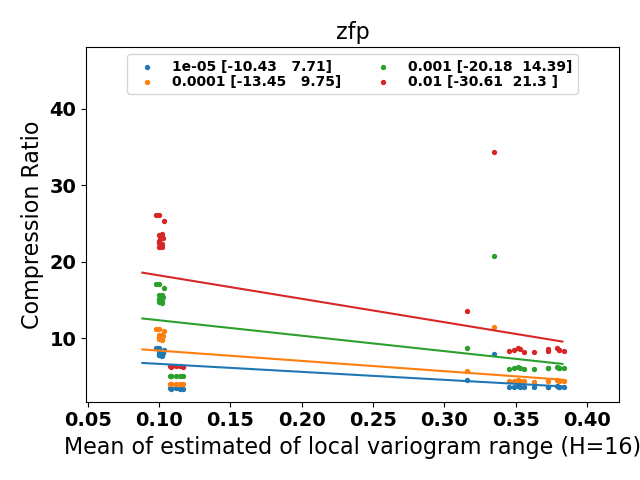 zfp
1e-05 [-10.43   7.71]
0.0001 [-13.45   9.75]
0.001 [-20.18  14.39]
0.01 [-30.61  21.3 ]
Compression Ratio
40
30
20
10
0.05 0.10 0.15 0.20 0.25 0.30 0.35 0.40
Mean of estimated of local variogram range (H=16)